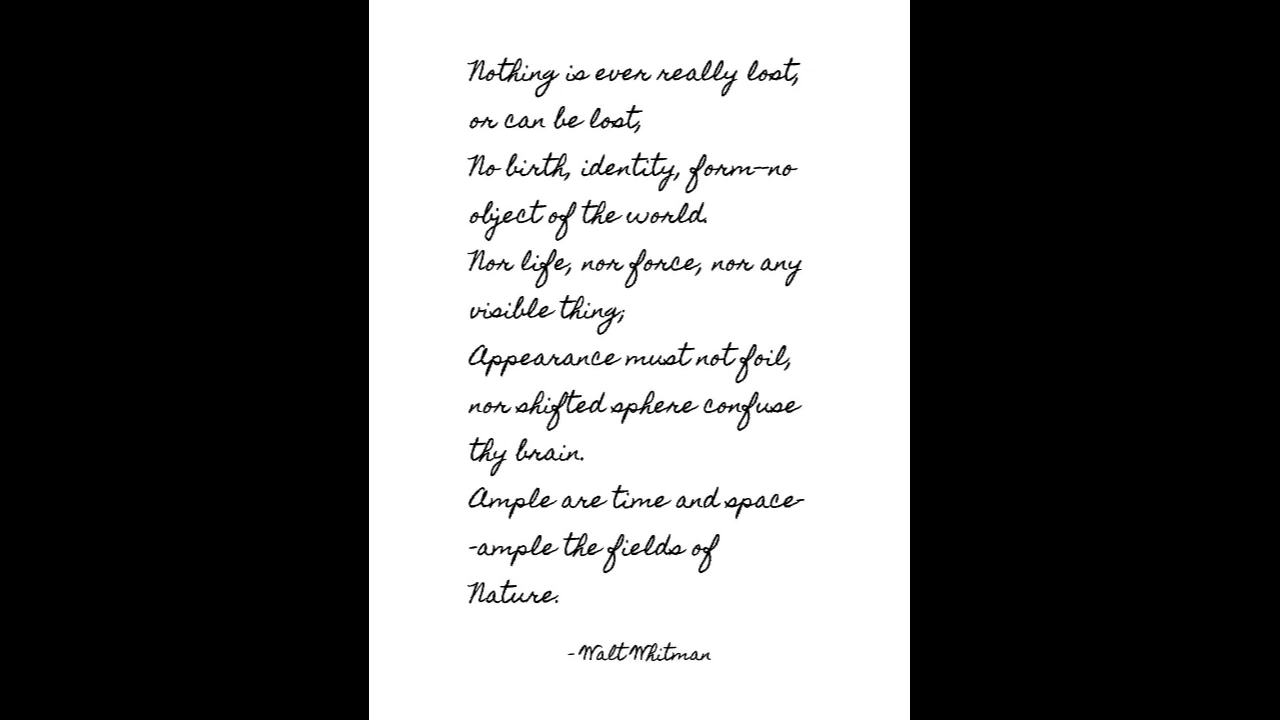 Nothing is ever really lost,
or can be lost,
No birth, identity, form—no
object of the world.
Nor life, nor force, nor any
visible thing;
Appearance must not foil,
nor shifted sphere confuse
thy brain.
Ample are time and space-
-ample the fields of
Nature.
-Walt Whitman